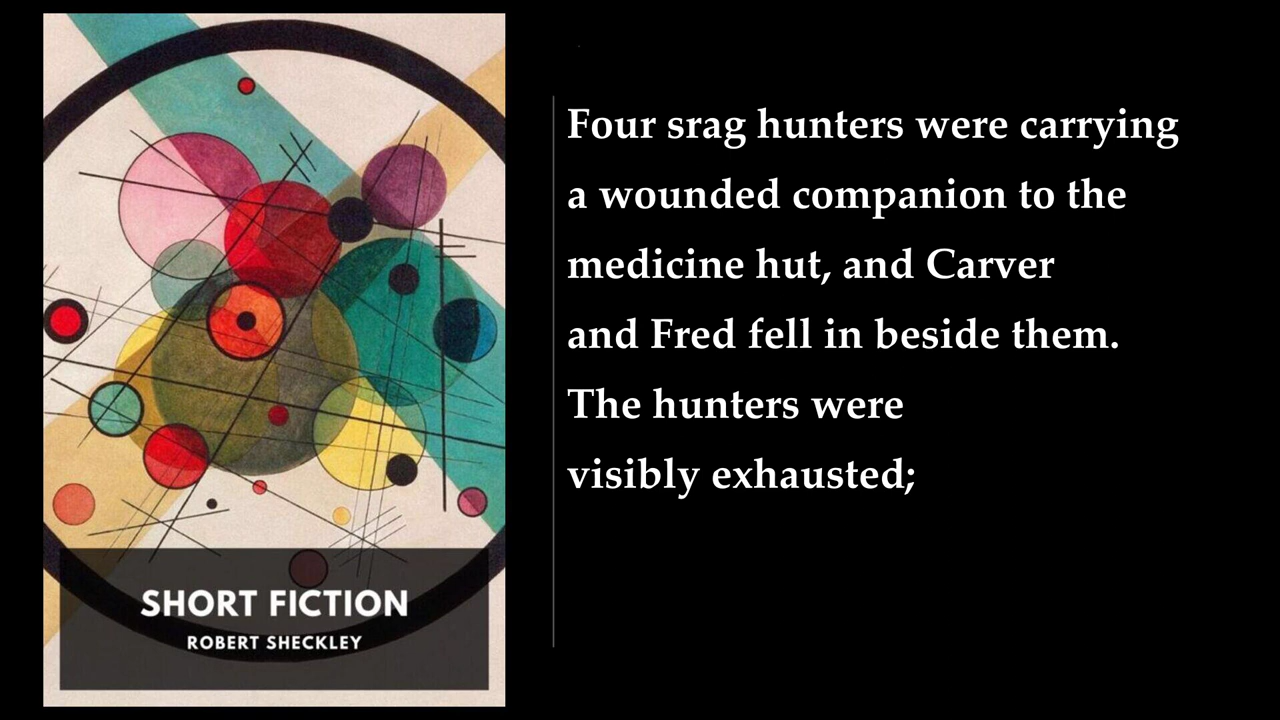 SHORT FICTION
ROBERT SHECKLEY
Four srag hunters were carrying
a wounded companion to the
medicine hut, and Carver
and Fred fell in beside them.
The hunters were
visibly exhausted;